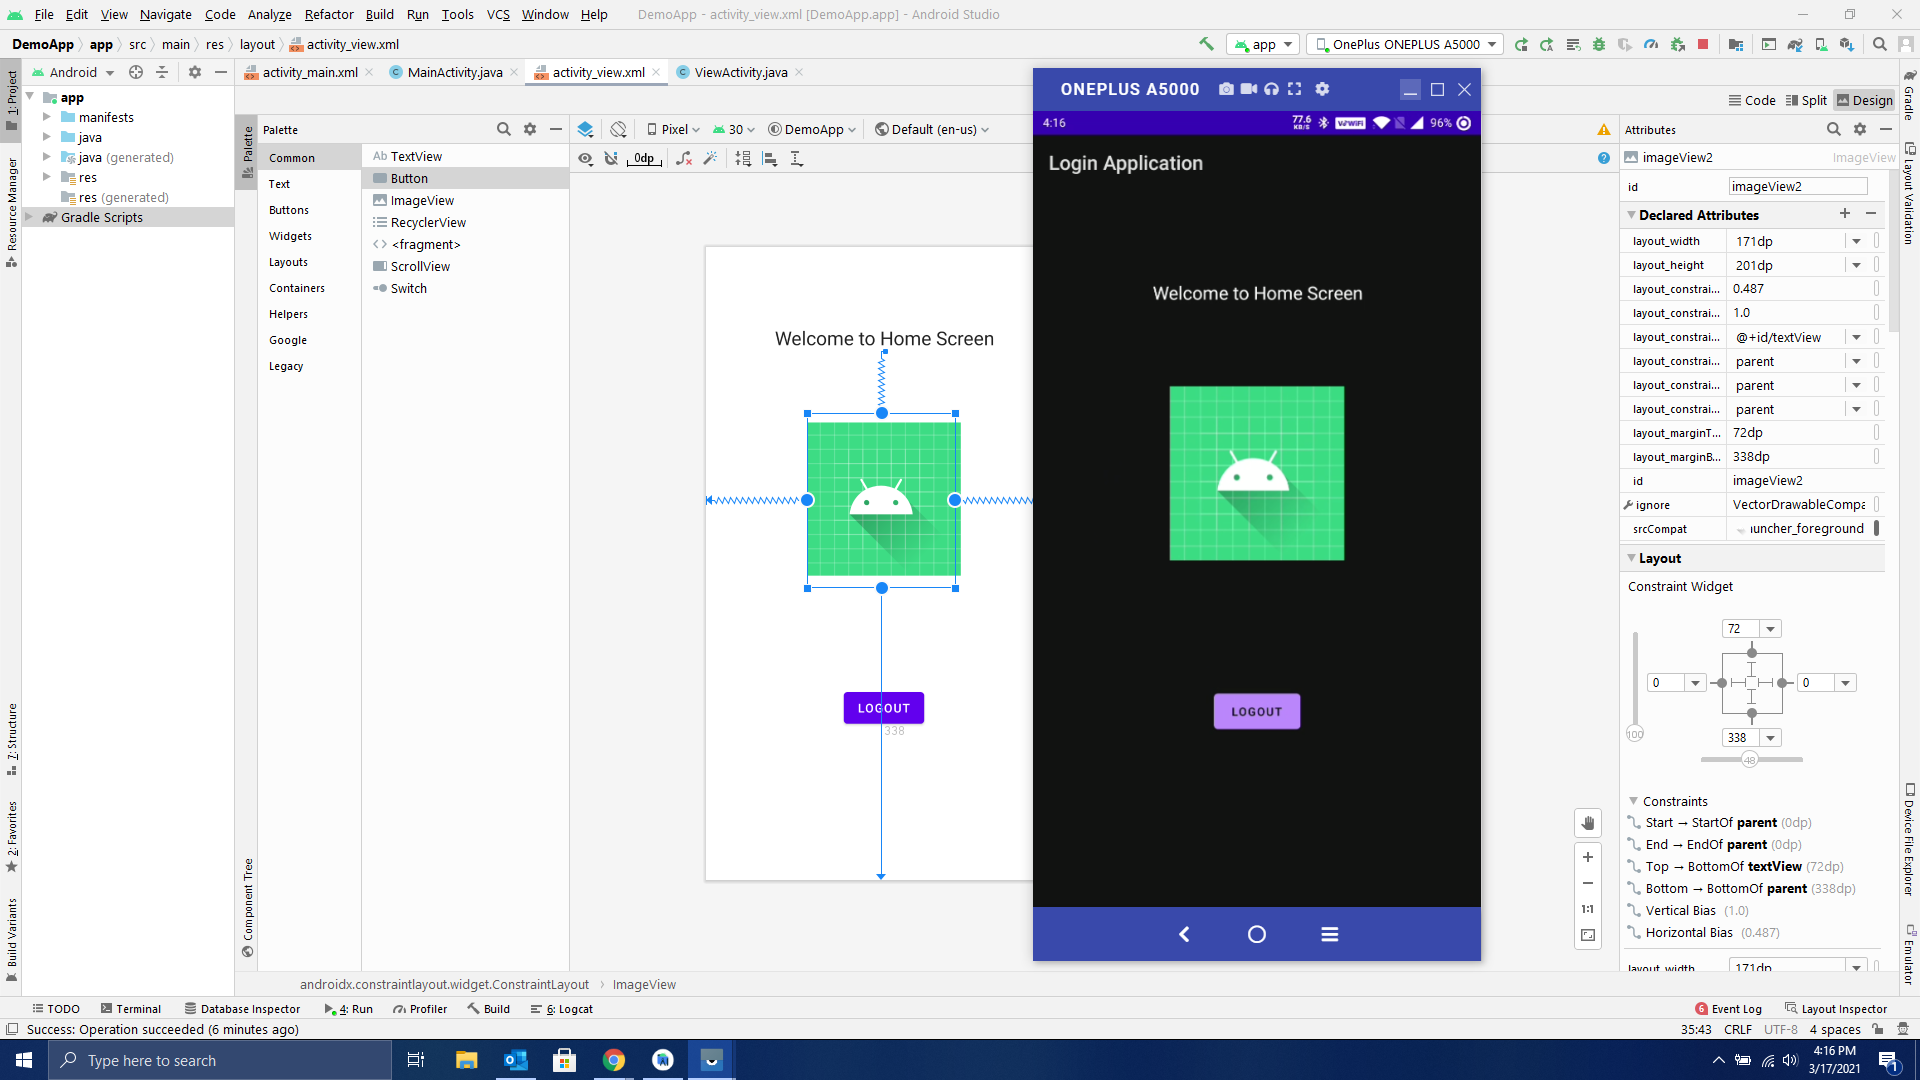 File Edit View Navigate Code Analyze Refactor Build Run Tools VCS Window Help DemoApp - activity_view.xml [DemoApp.app] - Android Studio
DemoApp app src main res layout activity_view.xml
app OnePlus ONEPLUS A5000
1: Project
Resource Manager
7: Structure
2: Favorites
Build Variants
Android
app
manifests
java
java (generated)
res
res (generated)
Gradle Scripts
activity_main.xml MainActivity.java activity_view.xml ViewActivity.java
Code Split Design
Palette
Component Tree
Palette
Common
Text
Buttons
Widgets
Layouts
Containers
Helpers
Google
Legacy
Ab TextView
Button
ImageView
RecyclerView
<> <fragment>
ScrollView
Switch
Pixel 30 DemoApp Default (en-us)
0dp
Welcome to Home Screen
LOGOUT
338
ONEPLUS A5000
4:16 77.6 KB/S VoWiFi 96%
Login Application
Welcome to Home Screen
LOGOUT
1:1
Attributes
imageView2 ImageView
id imageView2
Declared Attributes
layout_width 171dp
layout_height 201dp
layout_constrai... 0.487
layout_constrai... 1.0
layout_constrai... @+id/textView
layout_constrai... parent
layout_constrai... parent
layout_constrai... parent
layout_marginT... 72dp
layout_marginB... 338dp
id imageView2
ignore VectorDrawableCompa
srcCompat uncher_foreground
Layout
Constraint Widget
72
0 0
100
338
48
Constraints
Start → StartOf parent (0dp)
End → EndOf parent (0dp)
Top → BottomOf textView (72dp)
Bottom → BottomOf parent (338dp)
Vertical Bias (1.0)
Horizontal Bias (0.487)
layout_width 171dp
Gradle
Layout Validation
Device File Explorer
Emulator
androidx.constraintlayout.widget.ConstraintLayout ImageView
TODO Terminal Database Inspector 4: Run Profiler Build 6: Logcat 6 Event Log Layout Inspector
Success: Operation succeeded (6 minutes ago) 35:43 CRLF UTF-8 4 spaces
Type here to search
4:16 PM
3/17/2021
1